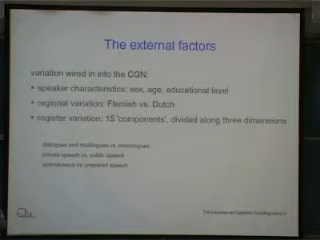 The external factors
variation wired in into the CGN:
• speaker characteristics: sex, age, educational level
• regional variation: Flemish vs. Dutch
• register variation: 15 'components', divided along three dimensions
dialogues and multilogues vs. monologues
private speech vs. public speech
spontaneous vs. prepared speech